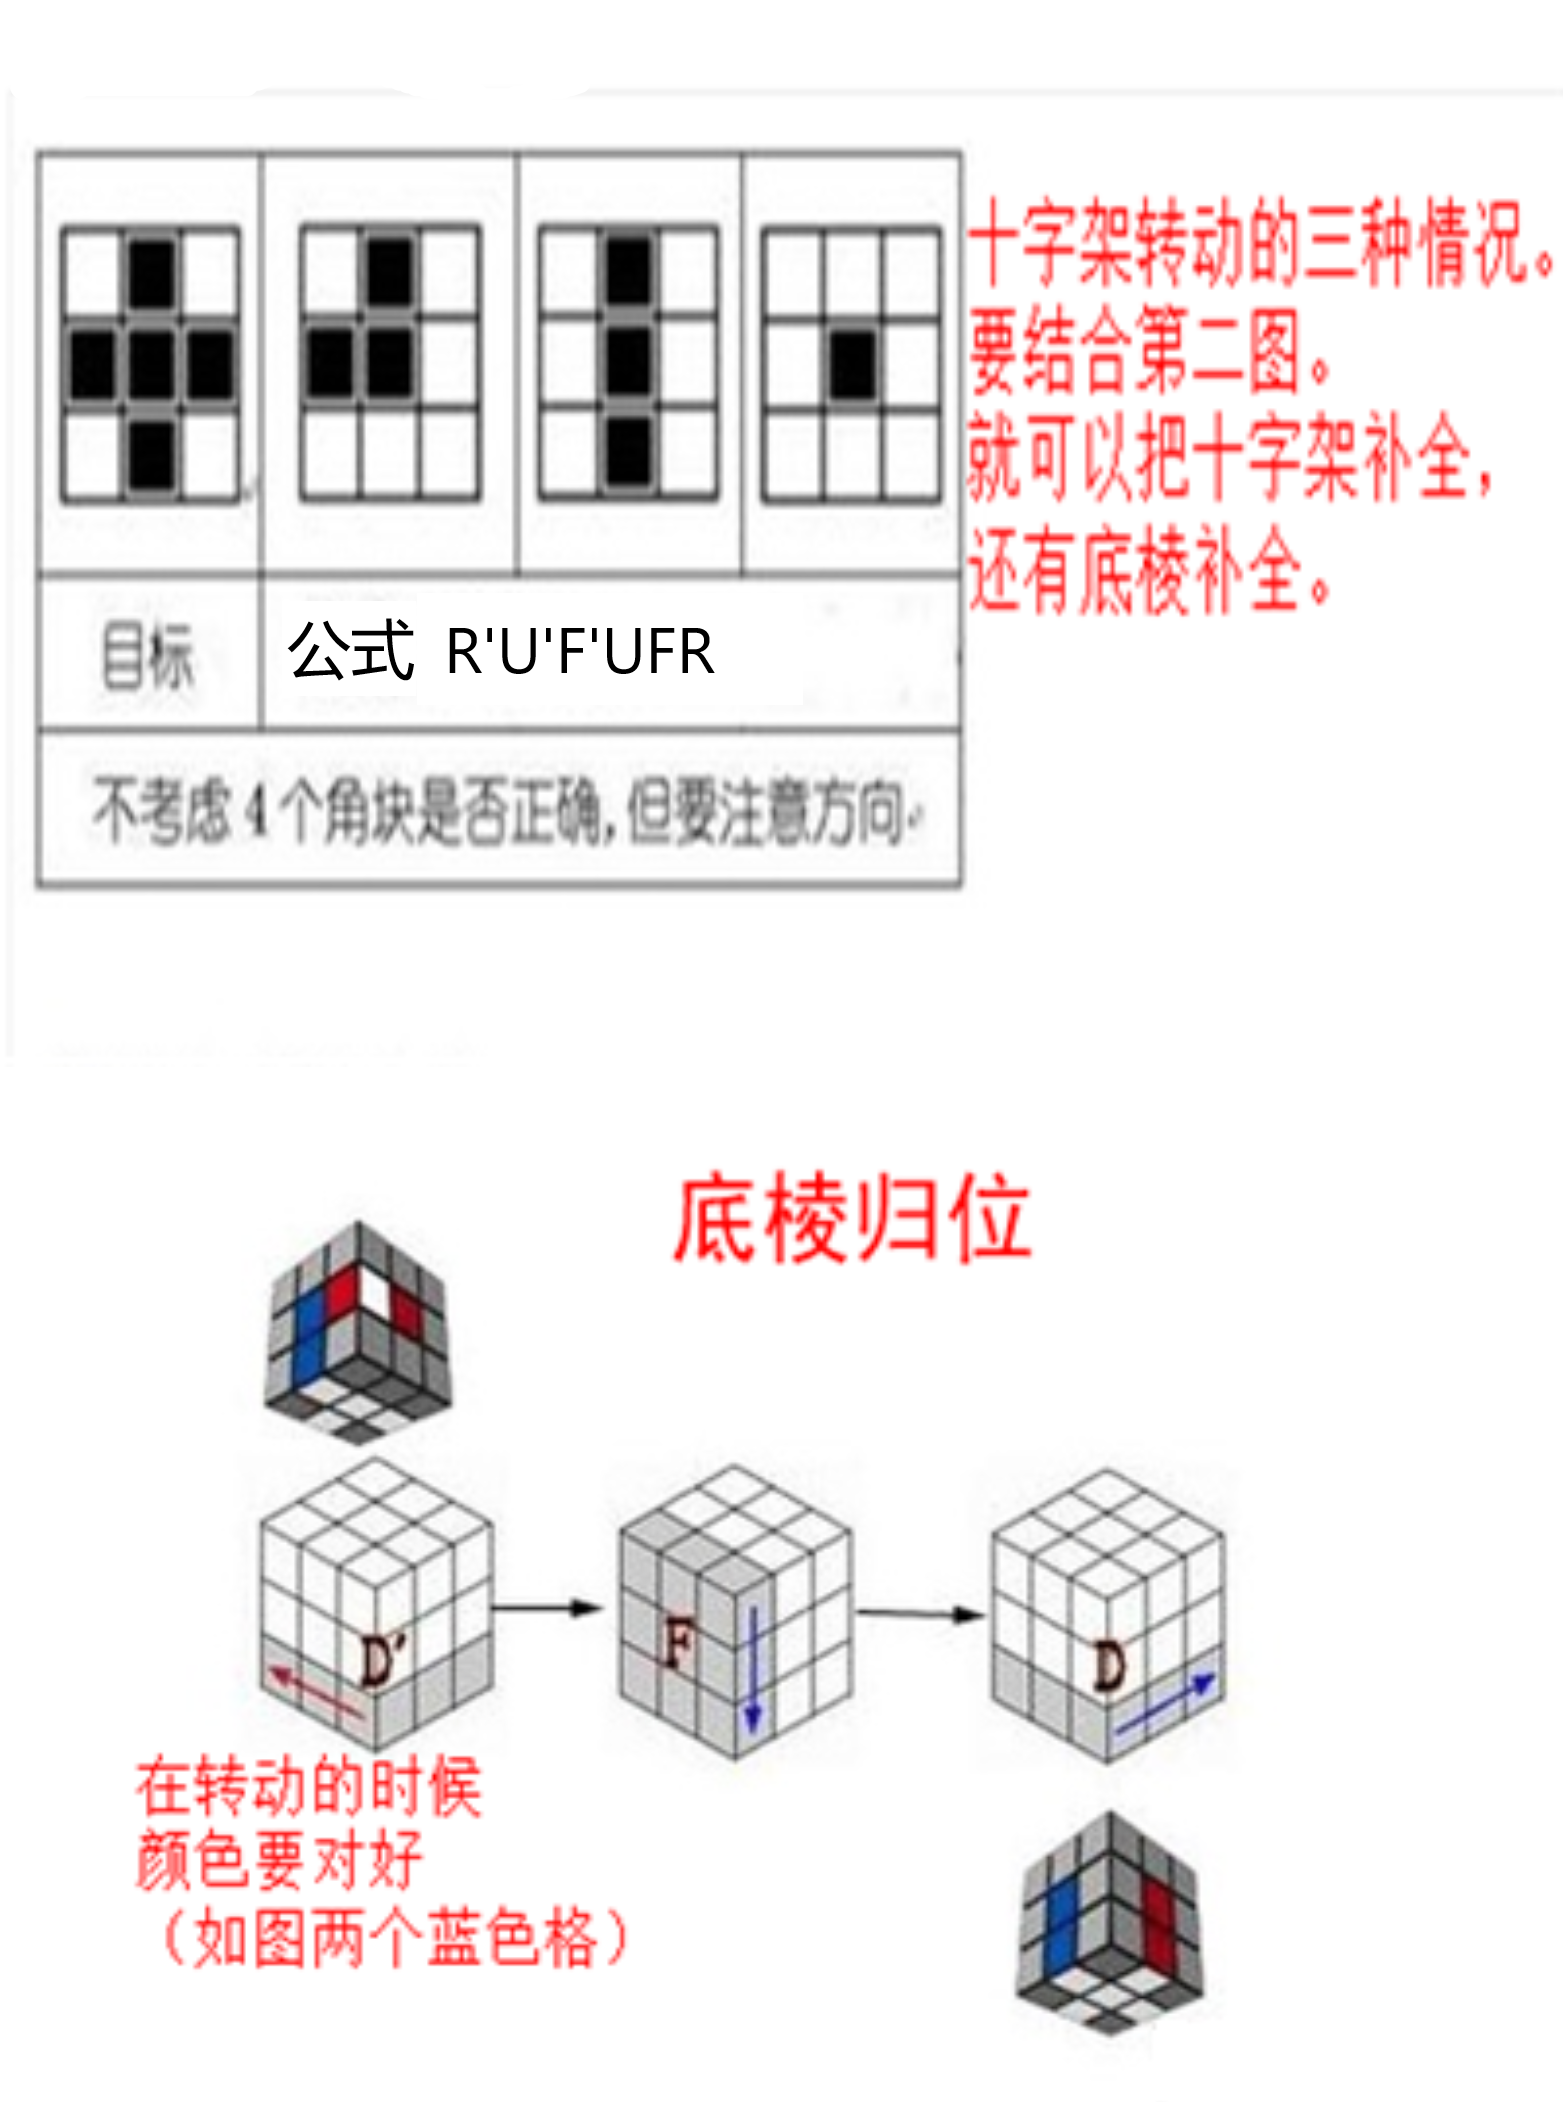 十字架转动的三种情况。
要结合第二图。
就可以把十字架补全，
还有底棱补全。
目标
公式 R'U'F'UFR
不考虑4个角块是否正确,但要注意方向
底棱归位
D'
F
D
在转动的时候
颜色要对好
（如图两个蓝色格）